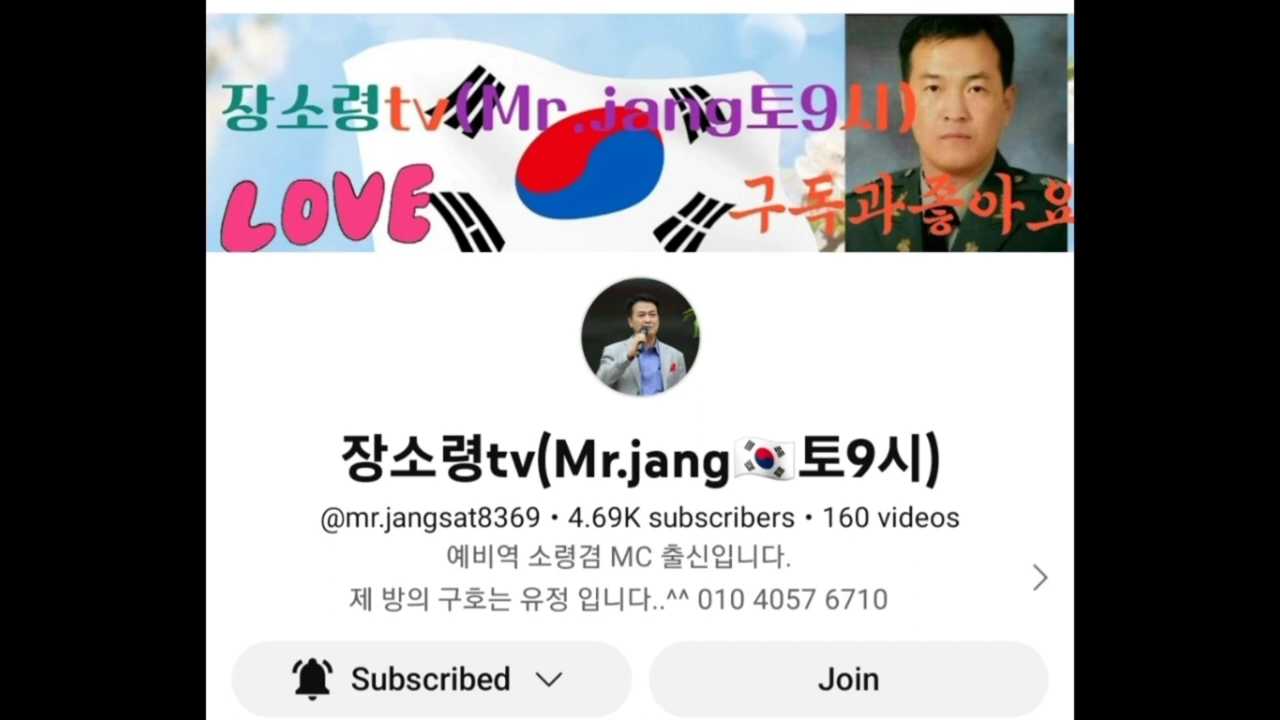 장소령tv(Mr.jang토9시)
LOVE
구독과좋아요
장소령tv(Mr.jang🇰🇷토9시)
@mr.jangsat8369 • 4.69K subscribers • 160 videos
예비역 소령겸 MC 출신입니다.
제 방의 구호는 유정 입니다..^^ 010 4057 6710
Subscribed
Join